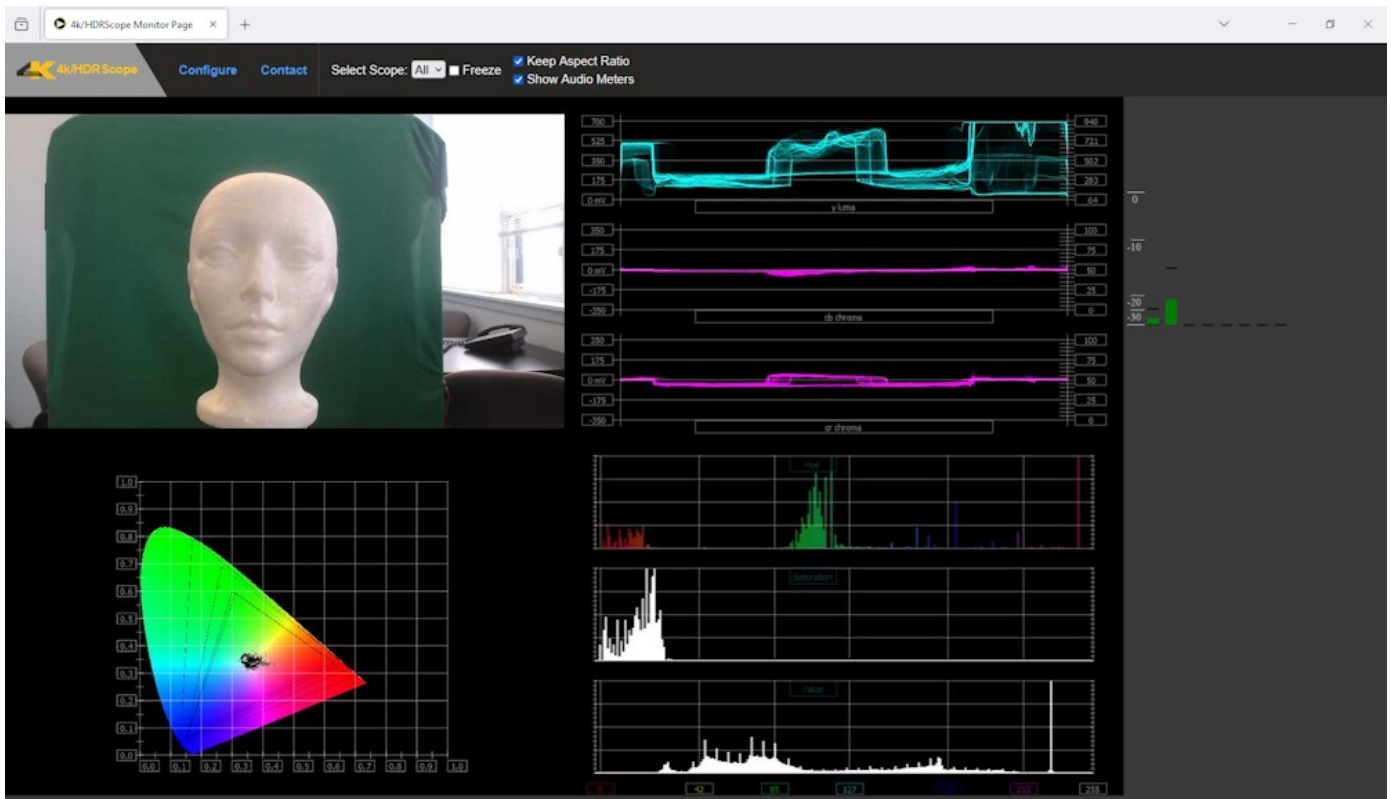 4k/HDRScope Monitor Page
4K 4k/HDRScope
Configure
Contact
Select Scope: All
Freeze
Keep Aspect Ratio
Show Audio Meters
700
525
350
175
0 mV
940
721
502
283
64
y luma
350
175
0 mV
-175
-350
100
75
50
25
0
cb chroma
350
175
0 mV
-175
-350
100
75
50
25
0
cr chroma
0
-10
-20
-30
1.0
0.9
0.8
0.7
0.6
0.5
0.4
0.3
0.2
0.1
0.0
0.0 0.1 0.2 0.3 0.4 0.5 0.6 0.7 0.8 0.9 1.0
Hue
Saturation
Value
0 42 85 127 211 255